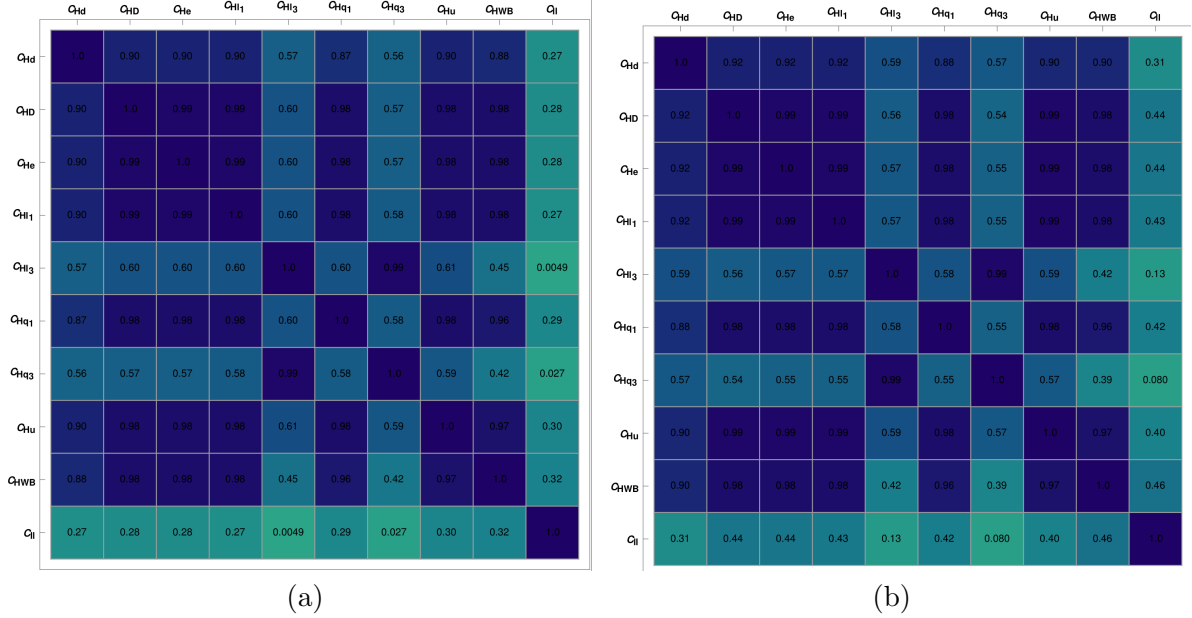 C_Hd C_HD C_He C_Hl1 C_Hl3 C_Hq1 C_Hq3 C_Hu C_HWB C_ll
C_Hd 1.0 0.90 0.90 0.90 0.57 0.87 0.56 0.90 0.88 0.27
C_HD 0.90 1.0 0.99 0.99 0.60 0.98 0.57 0.98 0.98 0.28
C_He 0.90 0.99 1.0 0.99 0.60 0.98 0.57 0.98 0.98 0.28
C_Hl1 0.90 0.99 0.99 1.0 0.60 0.98 0.58 0.98 0.98 0.27
C_Hl3 0.57 0.60 0.60 0.60 1.0 0.60 0.99 0.61 0.45 0.0049
C_Hq1 0.87 0.98 0.98 0.98 0.60 1.0 0.58 0.98 0.96 0.29
C_Hq3 0.56 0.57 0.57 0.58 0.99 0.58 1.0 0.59 0.42 0.027
C_Hu 0.90 0.98 0.98 0.98 0.61 0.98 0.59 1.0 0.97 0.30
C_HWB 0.88 0.98 0.98 0.98 0.45 0.96 0.42 0.97 1.0 0.32
C_ll 0.27 0.28 0.28 0.27 0.0049 0.29 0.027 0.30 0.32 1.0
(a)
C_Hd C_HD C_He C_Hl1 C_Hl3 C_Hq1 C_Hq3 C_Hu C_HWB C_ll
C_Hd 1.0 0.92 0.92 0.92 0.59 0.88 0.57 0.90 0.90 0.31
C_HD 0.92 1.0 0.99 0.99 0.56 0.98 0.54 0.99 0.98 0.44
C_He 0.92 0.99 1.0 0.99 0.57 0.98 0.55 0.99 0.98 0.44
C_Hl1 0.92 0.99 0.99 1.0 0.57 0.98 0.55 0.99 0.98 0.43
C_Hl3 0.59 0.56 0.57 0.57 1.0 0.58 0.99 0.59 0.42 0.13
C_Hq1 0.88 0.98 0.98 0.98 0.58 1.0 0.55 0.98 0.96 0.42
C_Hq3 0.57 0.54 0.55 0.55 0.99 0.55 1.0 0.57 0.39 0.080
C_Hu 0.90 0.99 0.99 0.99 0.59 0.98 0.57 1.0 0.97 0.40
C_HWB 0.90 0.98 0.98 0.98 0.42 0.96 0.39 0.97 1.0 0.46
C_ll 0.31 0.44 0.44 0.43 0.13 0.42 0.080 0.40 0.46 1.0
(b)